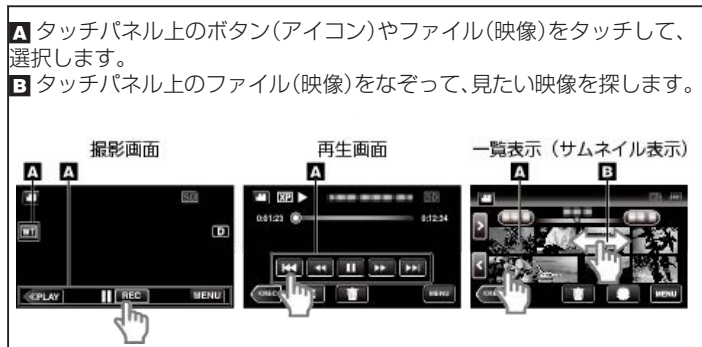 A タッチパネル上のボタン(アイコン)やファイル(映像)をタッチして、
選択します。
B タッチパネル上のファイル(映像)をなぞって、見たい映像を探します。
撮影画面 再生画面 一覧表示(サムネイル表示)
A A A A B
SD
WT D
≪PLAY REC MENU
XP SD
0:01:23 0:12:34
≪REC MENU
MENU